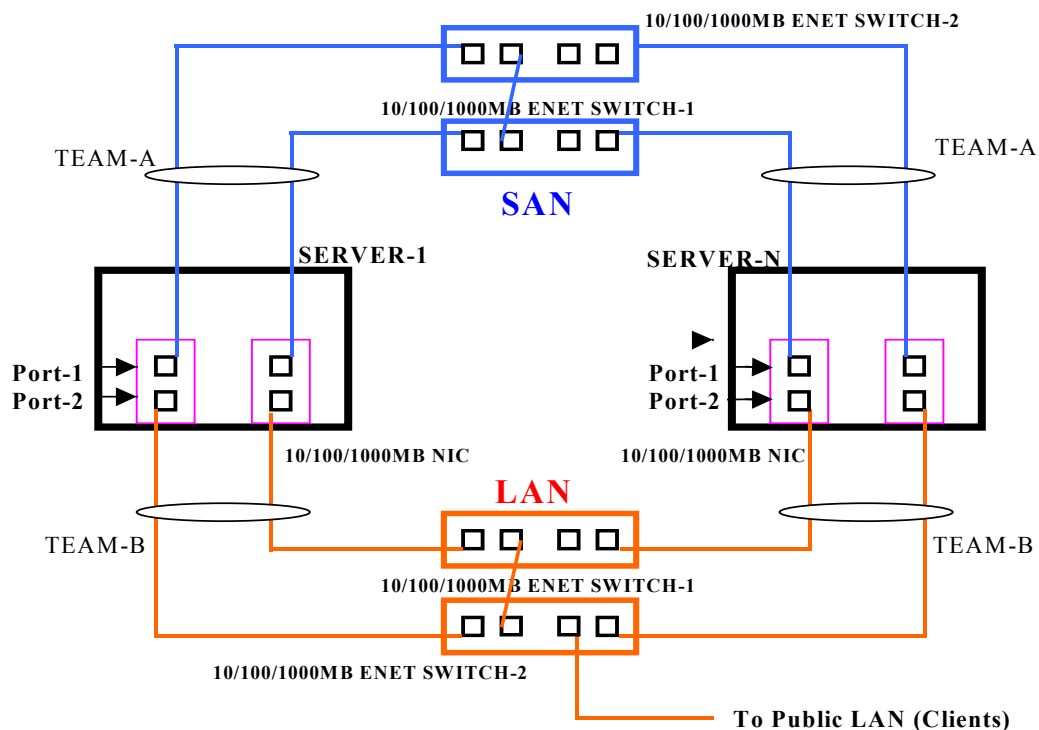 10/100/1000MB ENET SWITCH-2
10/100/1000MB ENET SWITCH-1
TEAM-A
TEAM-A
SAN
SERVER-1
SERVER-N
Port-1
Port-2
Port-1
Port-2
10/100/1000MB NIC
10/100/1000MB NIC
LAN
TEAM-B
TEAM-B
10/100/1000MB ENET SWITCH-1
10/100/1000MB ENET SWITCH-2
To Public LAN (Clients)